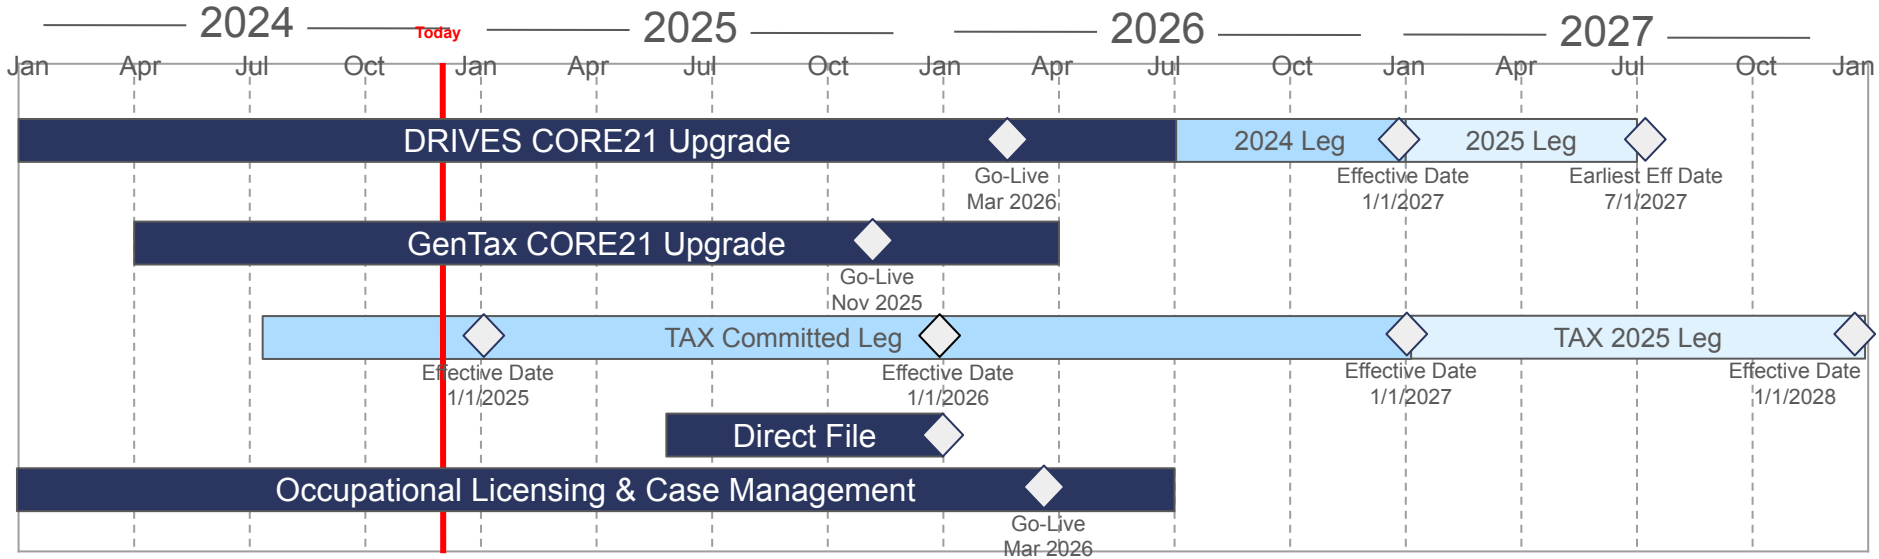 2024
2025
2026
2027
Today
Jan Apr Jul Oct Jan Apr Jul Oct Jan Apr Jul Oct Jan Apr Jul Oct Jan
DRIVES CORE21 Upgrade
2024 Leg
2025 Leg
Go-Live
Mar 2026
Effective Date
1/1/2027
Earliest Eff Date
7/1/2027
GenTax CORE21 Upgrade
Go-Live
Nov 2025
TAX Committed Leg
TAX 2025 Leg
Effective Date
1/1/2025
Effective Date
1/1/2026
Effective Date
1/1/2027
Effective Date
1/1/2028
Direct File
Occupational Licensing & Case Management
Go-Live
Mar 2026